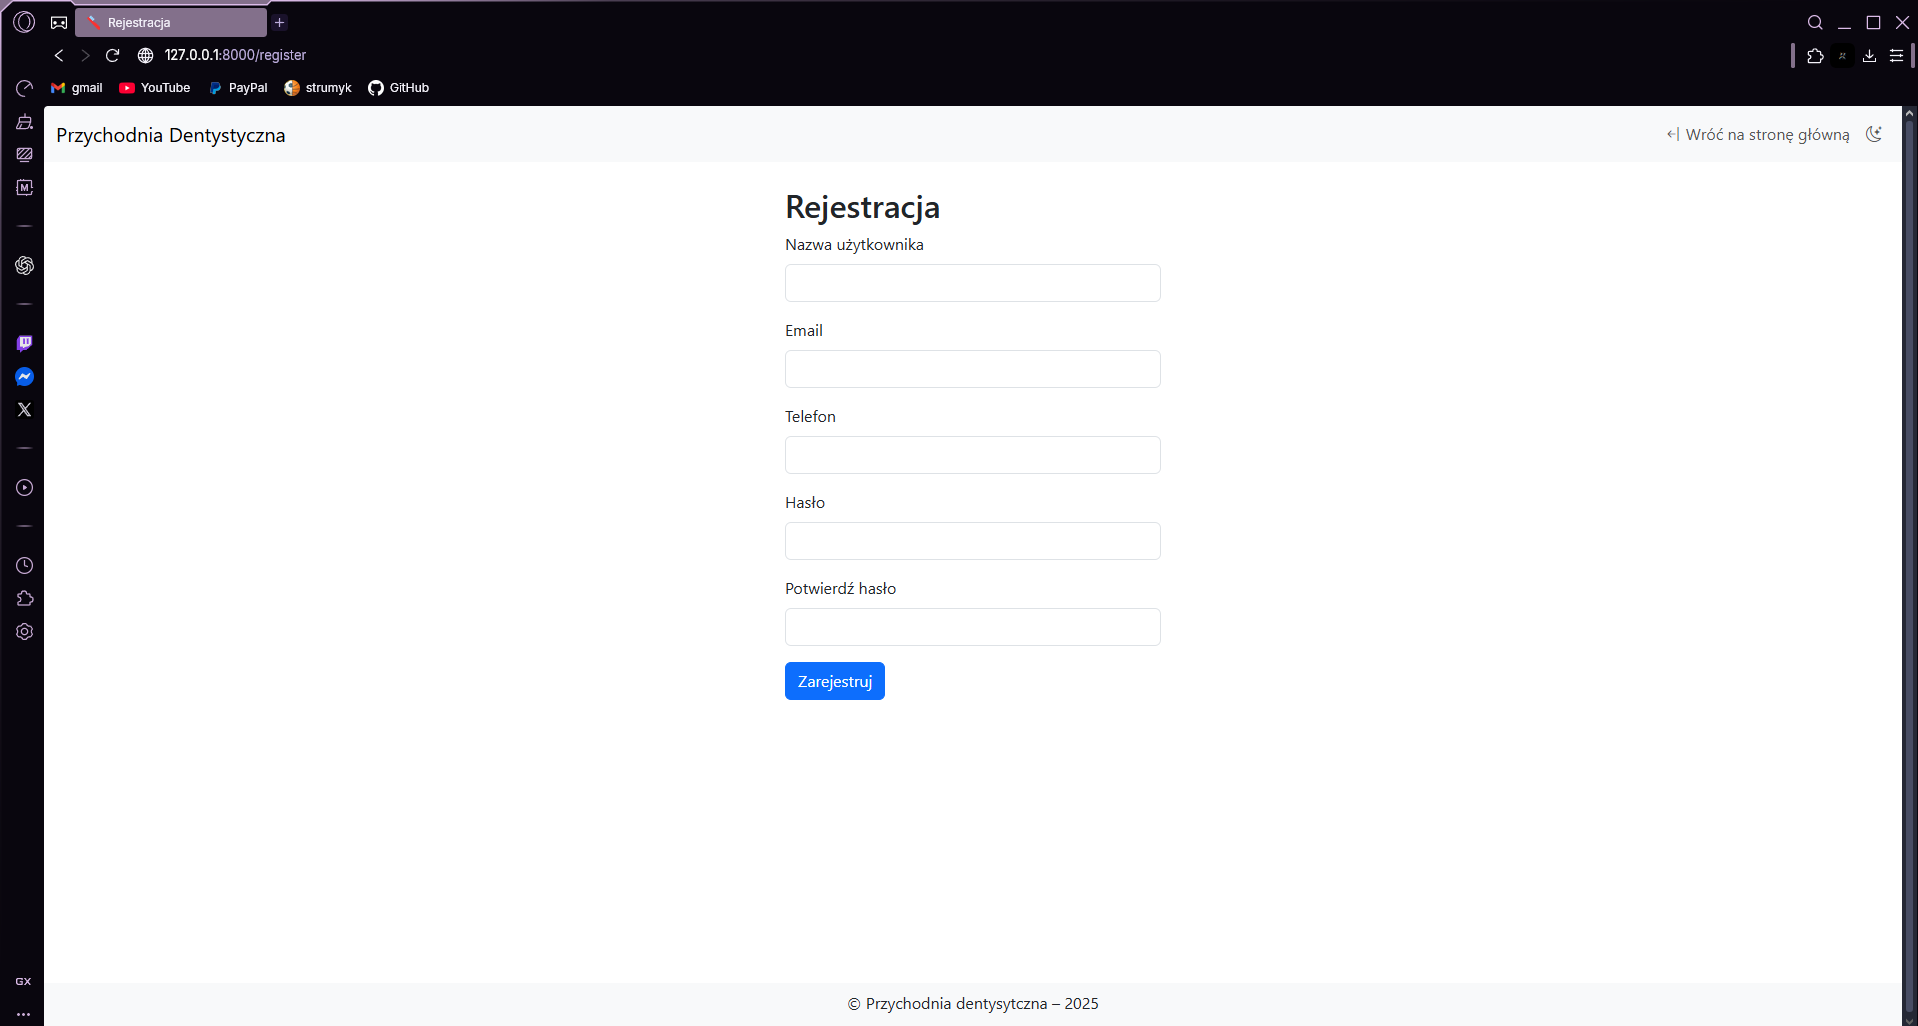 Rejestracja
127.0.0.1:8000/register
gmail YouTube PayPal strumyk GitHub
Przychodnia Dentystyczna
Wróć na stronę główną
M
Rejestracja
Nazwa użytkownika
Email
Telefon
Hasło
Potwierdź hasło
Zarejestruj
GX
© Przychodnia dentysytczna – 2025